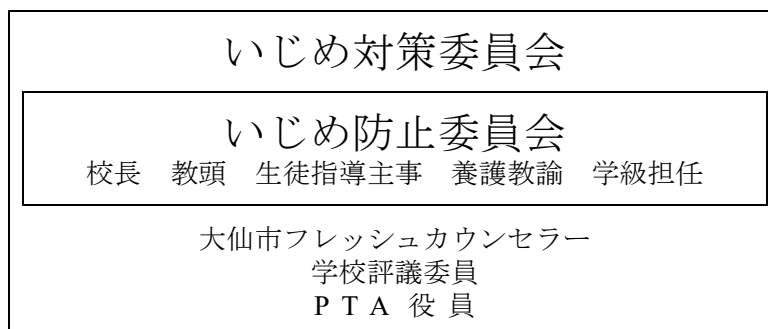 いじめ対策委員会
いじめ防止委員会
校長　教頭　生徒指導主事　養護教諭　学級担任
大仙市フレッシュカウンセラー
学校評議委員
P T A 役 員